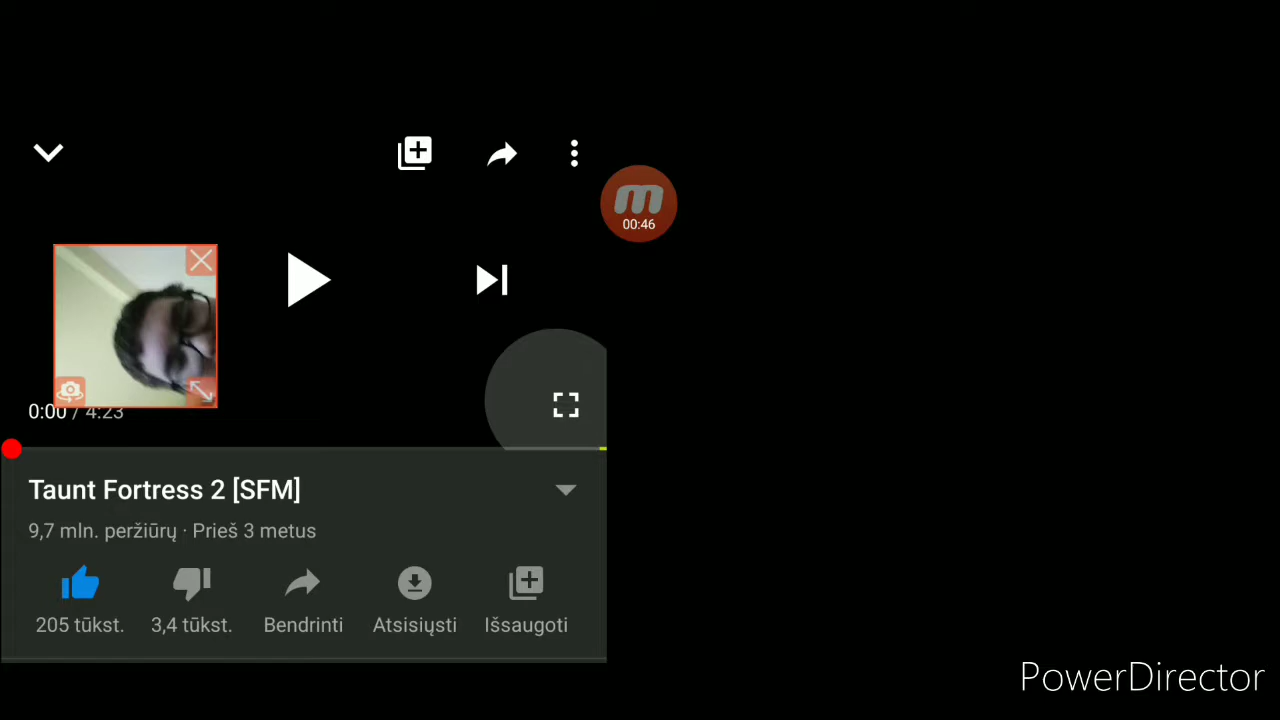 m
00:46
0:00 / 4:23
Taunt Fortress 2 [SFM]
9,7 mln. peržiūrų · Prieš 3 metus
205 tūkst. 3,4 tūkst. Bendrinti Atsisiųsti Išsaugoti
PowerDirector